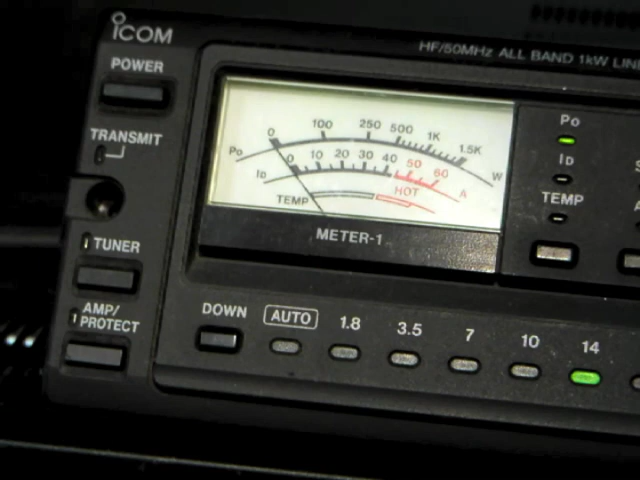 ICOM
HF/50MHz ALL BAND 1kW LINE
POWER
TRANSMIT
TUNER
AMP/
PROTECT
0 100 250 500 1K 1.5K
Po W
0 10 20 30 40 50 60
ID A
TEMP HOT
METER-1
Po
ID
TEMP
DOWN AUTO 1.8 3.5 7 10 14